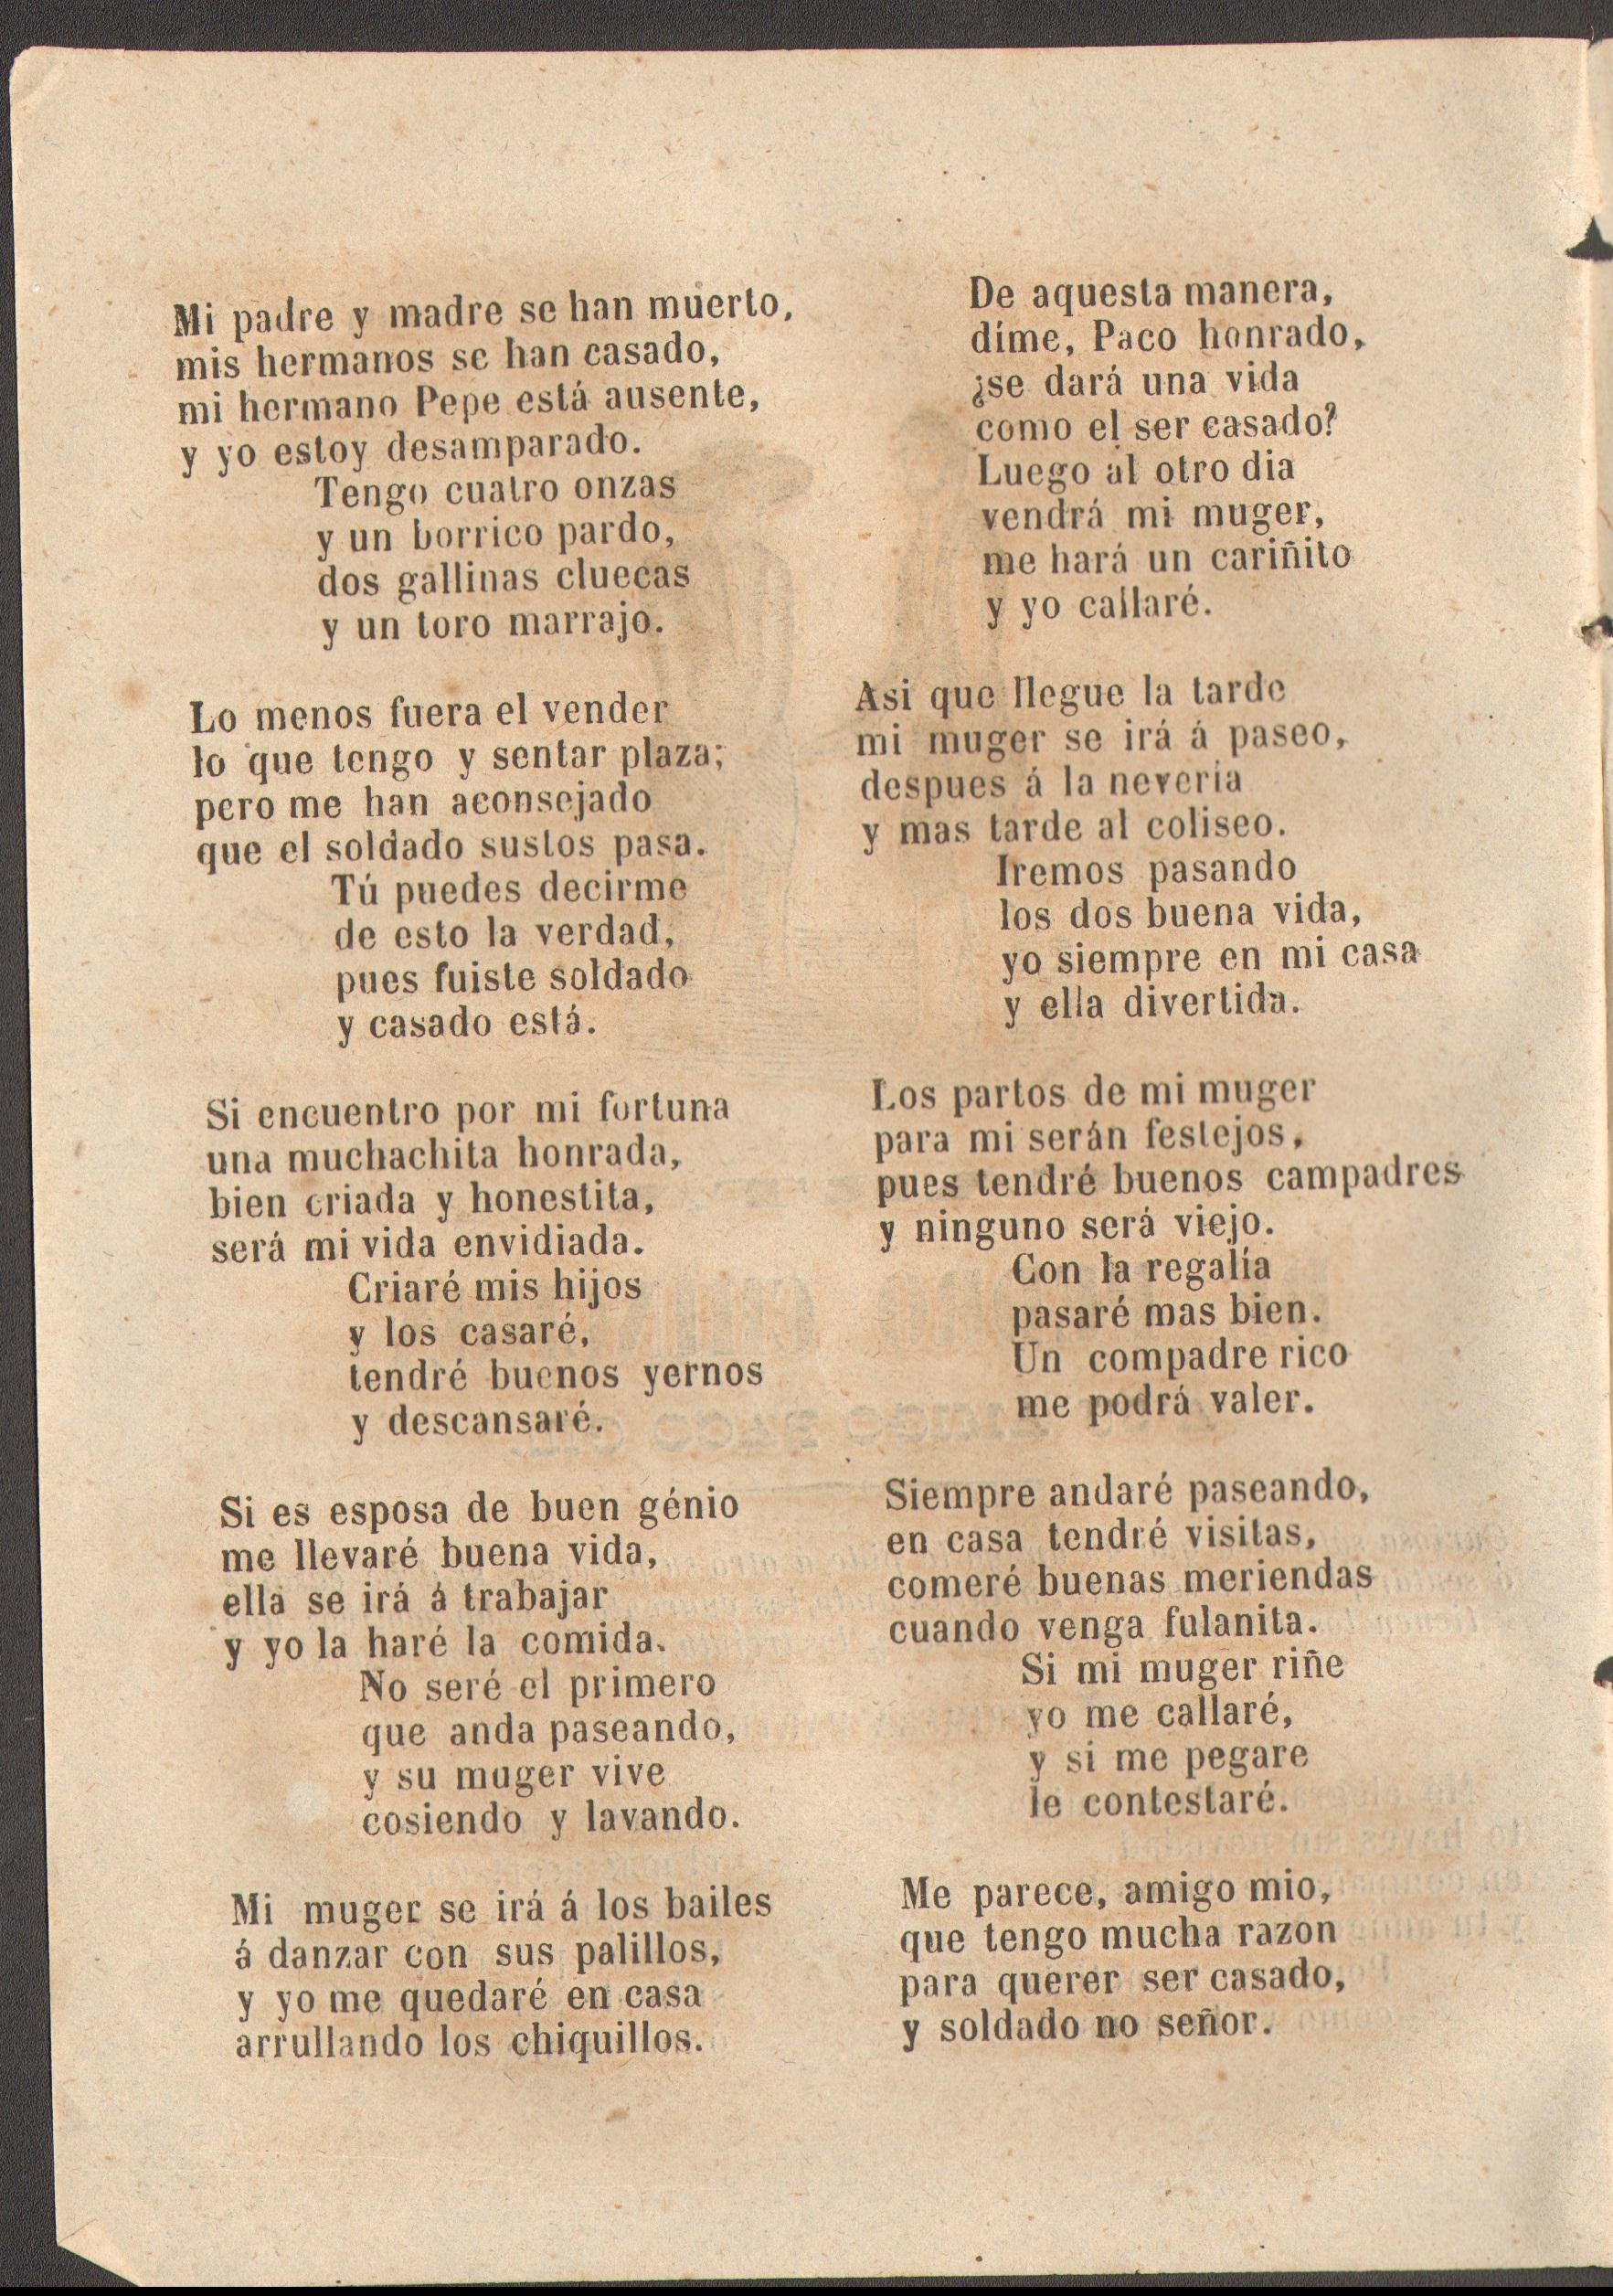 Mi padre y madre se han muerto,
mis hermanos se han casado,
mi hermano Pepe está ausente,
y yo estoy desamparado.
Tengo cuatro onzas
y un borrico pardo,
dos gallinas cluecas
y un toro marrajo.
Lo menos fuera el vender
lo que tengo y sentar plaza;
pero me han aconsejado
que el soldado sustos pasa.
Tú puedes decirme
de esto la verdad,
pues fuiste soldado
y casado está.
Si encuentro por mi fortuna
una muchachita honrada,
bien criada y honestita,
será mi vida envidiada.
Criaré mis hijos
y los casaré,
tendré buenos yernos
y descansaré.
Si es esposa de buen génio
me llevaré buena vida,
ella se irá á trabajar
y yo la haré la comida.
No seré el primero
que anda paseando,
y su muger vive
cosiendo y lavando.
Mi muger se irá á los bailes
á danzar con sus palillos,
y yo me quedaré en casa
arrullando los chiquillos.
De aquesta manera,
díme, Paco honrado,
¿se dará una vida
como el ser casado?
Luego al otro dia
vendrá mi muger,
me hará un cariñito
y yo callaré.
Asi que llegue la tarde
mi muger se irá á paseo,
despues á la nevería
y mas tarde al coliseo.
Iremos pasando
los dos buena vida,
yo siempre en mi casa
y ella divertida.
Los partos de mi muger
para mi serán festejos,
pues tendré buenos campadres
y ninguno será viejo.
Con la regalía
pasaré mas bien.
Un compadre rico
me podrá valer.
Siempre andaré paseando,
en casa tendré visitas,
comeré buenas meriendas
cuando venga fulanita.
Si mi muger riñe
yo me callaré,
y si me pegare
le contestaré.
Me parece, amigo mio,
que tengo mucha razon
para querer ser casado,
y soldado no señor.